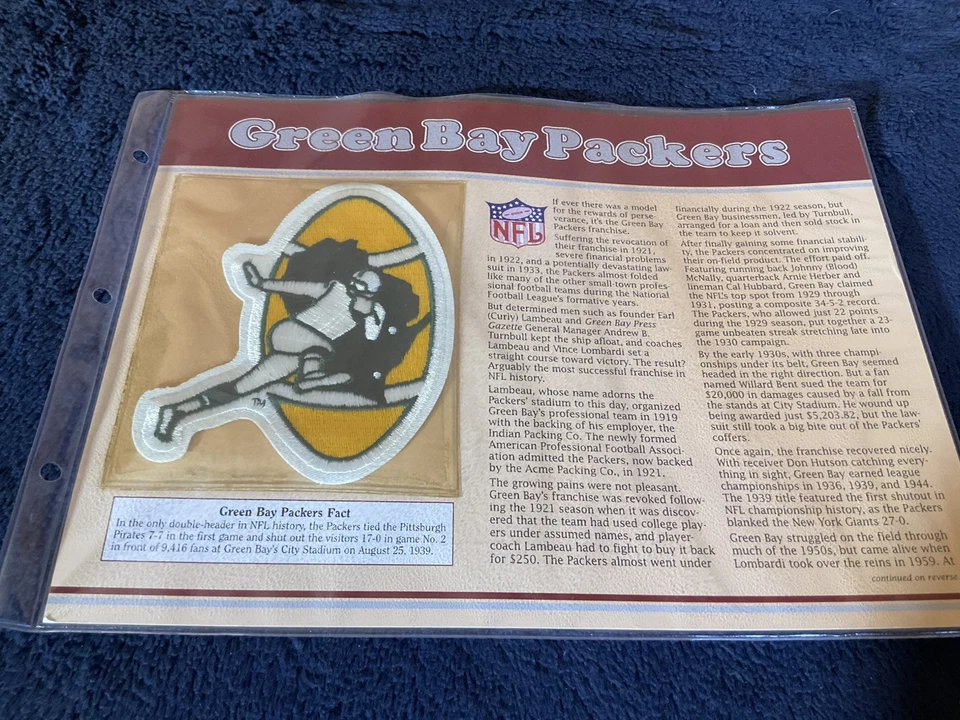 Green Bay Packers
TM
Green Bay Packers Fact
In the only double-header in NFL history, the Packers tied the Pittsburgh
Pirates 7-7 in the first game and shut out the visitors 17-0 in game No. 2
in front of 9,416 fans at Green Bay's City Stadium on August 25, 1939.
NFL
If ever there was a model
for the rewards of perse-
verance, it's the Green Bay
Packers franchise.
Suffering the revocation of
their franchise in 1921,
severe financial problems
in 1922, and a potentially devastating law-
suit in 1933, the Packers almost folded
like many of the other small-town profes-
sional football teams during the National
Football League's formative years.
But determined men such as founder Earl
(Curly) Lambeau and Green Bay Press
Gazette General Manager Andrew B.
Turnbull kept the ship afloat, and coaches
Lambeau and Vince Lombardi set a
straight course toward victory. The result?
Arguably the most successful franchise in
NFL history.
Lambeau, whose name adorns the
Packers' stadium to this day, organized
Green Bay's professional team in 1919
with the backing of his employer, the
Indian Packing Co. The newly formed
American Professional Football Associ-
ation admitted the Packers, now backed
by the Acme Packing Co., in 1921.
The growing pains were not pleasant.
Green Bay's franchise was revoked follow-
ing the 1921 season when it was discov-
ered that the team had used college play-
ers under assumed names, and player-
coach Lambeau had to fight to buy it back
for $250. The Packers almost went under
financially during the 1922 season, but
Green Bay businessmen, led by Turnbull,
arranged for a loan and then sold stock in
the team to keep it solvent.
After finally gaining some financial stabili-
ty, the Packers concentrated on improving
their on-field product. The effort paid off.
Featuring running back Johnny (Blood)
McNally, quarterback Arnie Herber and
lineman Cal Hubbard, Green Bay claimed
the NFL's top spot from 1929 through
1931, posting a composite 34-5-2 record.
The Packers, who allowed just 22 points
during the 1929 season, put together a 23-
game unbeaten streak stretching late into
the 1930 campaign.
By the early 1930s, with three champi-
onships under its belt, Green Bay seemed
headed in the right direction. But a fan
named Willard Bent sued the team for
$20,000 in damages caused by a fall from
the stands at City Stadium. He wound up
being awarded just $5,203.82, but the law-
suit still took a big bite out of the Packers'
coffers.
Once again, the franchise recovered nicely.
With receiver Don Hutson catching every-
thing in sight, Green Bay earned league
championships in 1936, 1939, and 1944.
The 1939 title featured the first shutout in
NFL championship history, as the Packers
blanked the New York Giants 27-0.
Green Bay struggled on the field through
much of the 1950s, but came alive when
Lombardi took over the reins in 1959. At
continued on reverse.